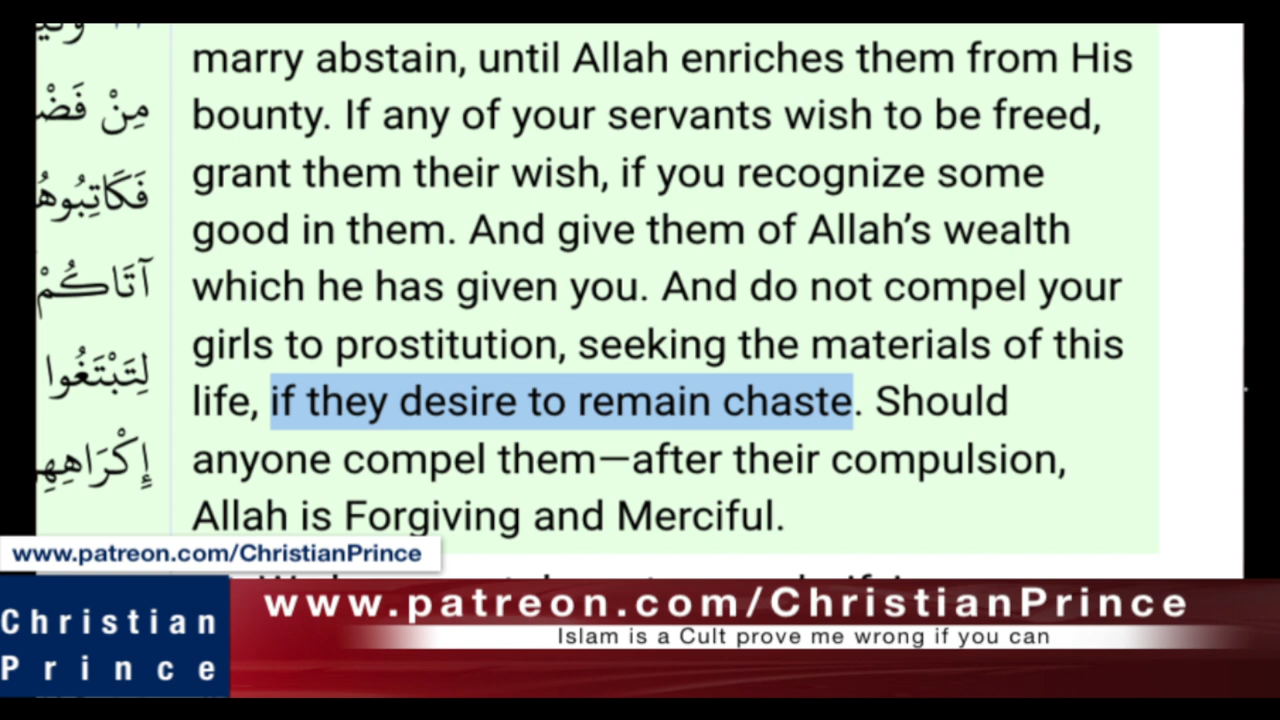 marry abstain, until Allah enriches them from His
مِنْ
bounty. If any of your servants wish to be freed,
grant them their wish, if you recognize some
good in them. And give them of Allah’s wealth
آتَاكُمْ
which he has given you. And do not compel your
girls to prostitution, seeking the materials of this
لِتَبْتَغُوا
life, if they desire to remain chaste. Should
anyone compel them—after their compulsion,
Allah is Forgiving and Merciful.
www.patreon.com/ChristianPrince
Christian
Prince
www.patreon.com/ChristianPrince
Islam is a Cult prove me wrong if you can